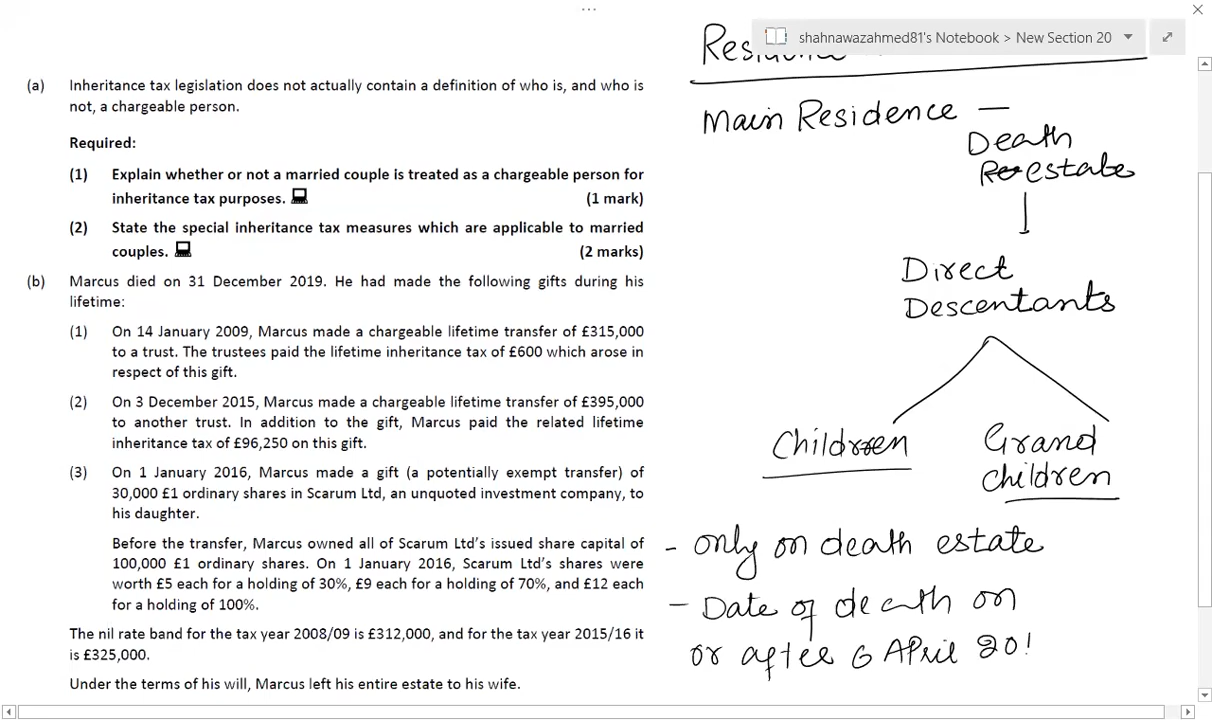 shahnawazahmed81's Notebook > New Section 20
(a) Inheritance tax legislation does not actually contain a definition of who is, and who is
not, a chargeable person.
Required:
(1) Explain whether or not a married couple is treated as a chargeable person for
inheritance tax purposes. (1 mark)
(2) State the special inheritance tax measures which are applicable to married
couples. (2 marks)
(b) Marcus died on 31 December 2019. He had made the following gifts during his
lifetime:
(1) On 14 January 2009, Marcus made a chargeable lifetime transfer of £315,000
to a trust. The trustees paid the lifetime inheritance tax of £600 which arose in
respect of this gift.
(2) On 3 December 2015, Marcus made a chargeable lifetime transfer of £395,000
to another trust. In addition to the gift, Marcus paid the related lifetime
inheritance tax of £96,250 on this gift.
(3) On 1 January 2016, Marcus made a gift (a potentially exempt transfer) of
30,000 £1 ordinary shares in Scarum Ltd, an unquoted investment company, to
his daughter.
Before the transfer, Marcus owned all of Scarum Ltd's issued share capital of
100,000 £1 ordinary shares. On 1 January 2016, Scarum Ltd's shares were
worth £5 each for a holding of 30%, £9 each for a holding of 70%, and £12 each
for a holding of 100%.
The nil rate band for the tax year 2008/09 is £312,000, and for the tax year 2015/16 it
is £325,000.
Under the terms of his will, Marcus left his entire estate to his wife.
Main Residence —
Death
estate
Direct
Descentants
Children
Grand
children
- only on death estate
- Date of death on
or after 6 April 20